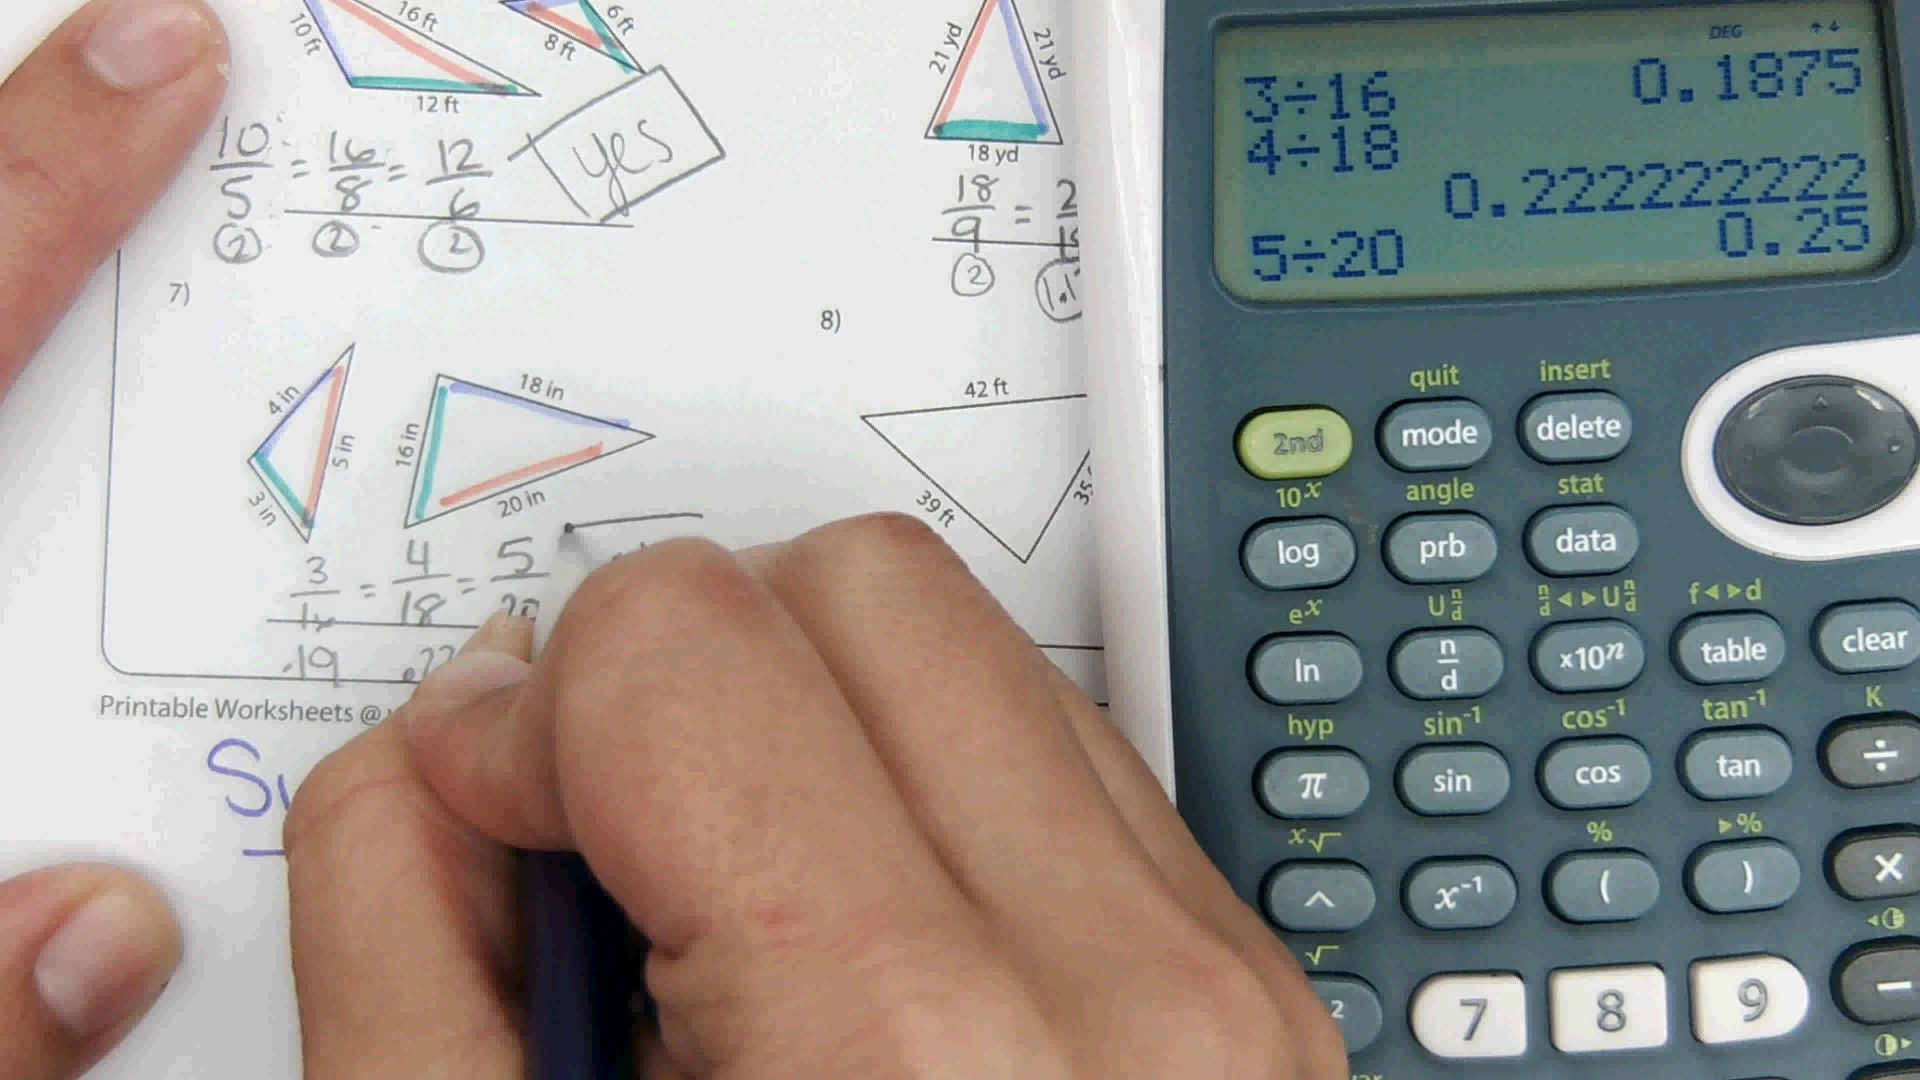 10 ft
16 ft
12 ft
8 ft
6 ft
10/5 = 16/8 = 12/6
yes
2 2 2
21 yd
21 yd
18 yd
18/9 =
2
7)
4 in
5 in
3 in
18 in
16 in
20 in
3/16 = 4/18 = 5/20
.19 .22
8)
42 ft
39 ft
35
Printable Worksheets @
DEG
3÷16 0.1875
4÷18
0.222222222
5÷20 0.25
quit insert
2nd mode delete
10ˣ angle stat
log prb data
eˣ U n/d n/d ◄►U n/d f◄►d
ln n/d x10ⁿ table clear
hyp sin⁻¹ cos⁻¹ tan⁻¹ K
π sin cos tan ÷
ˣ√ % ►%
^ x⁻¹ ( ) ×
√
2 7 8 9 −